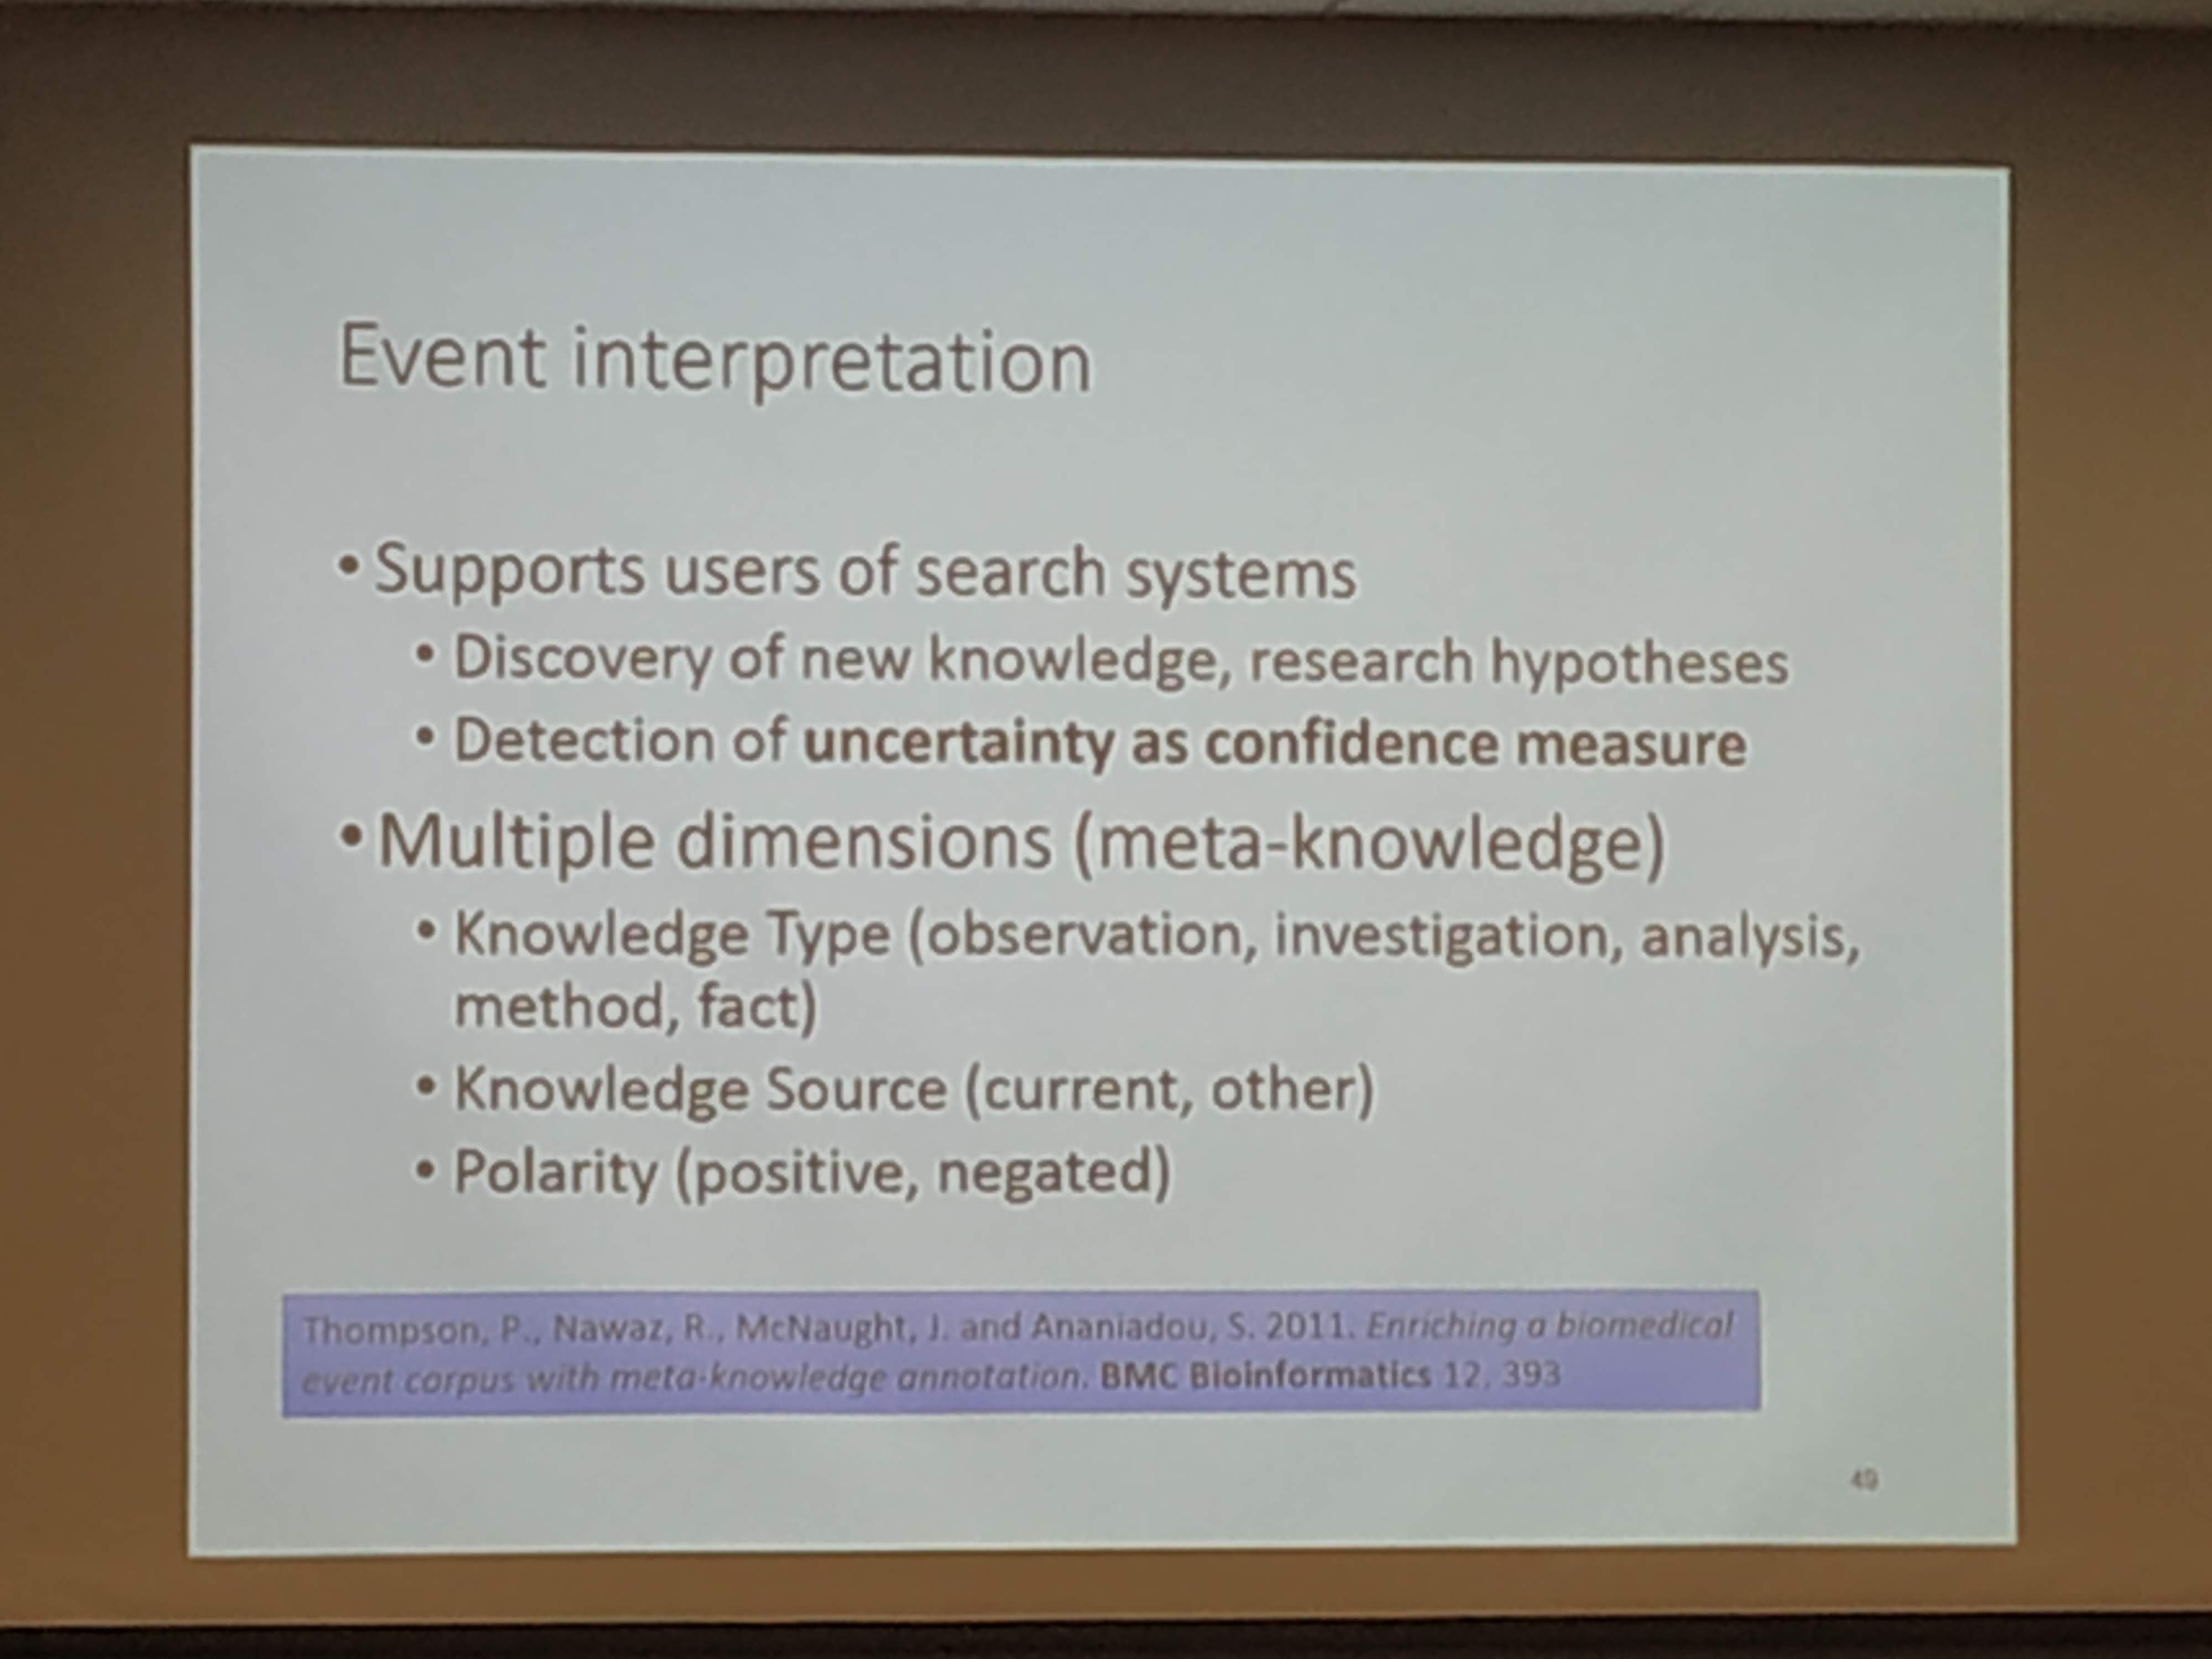 Event interpretation
• Supports users of search systems
• Discovery of new knowledge, research hypotheses
• Detection of uncertainty as confidence measure
• Multiple dimensions (meta-knowledge)
• Knowledge Type (observation, investigation, analysis,
method, fact)
• Knowledge Source (current, other)
• Polarity (positive, negated)
Thompson, P., Nawaz, R., McNaught, J. and Ananiadou, S. 2011. Enriching a biomedical
event corpus with meta-knowledge annotation. BMC Bioinformatics 12, 393
49